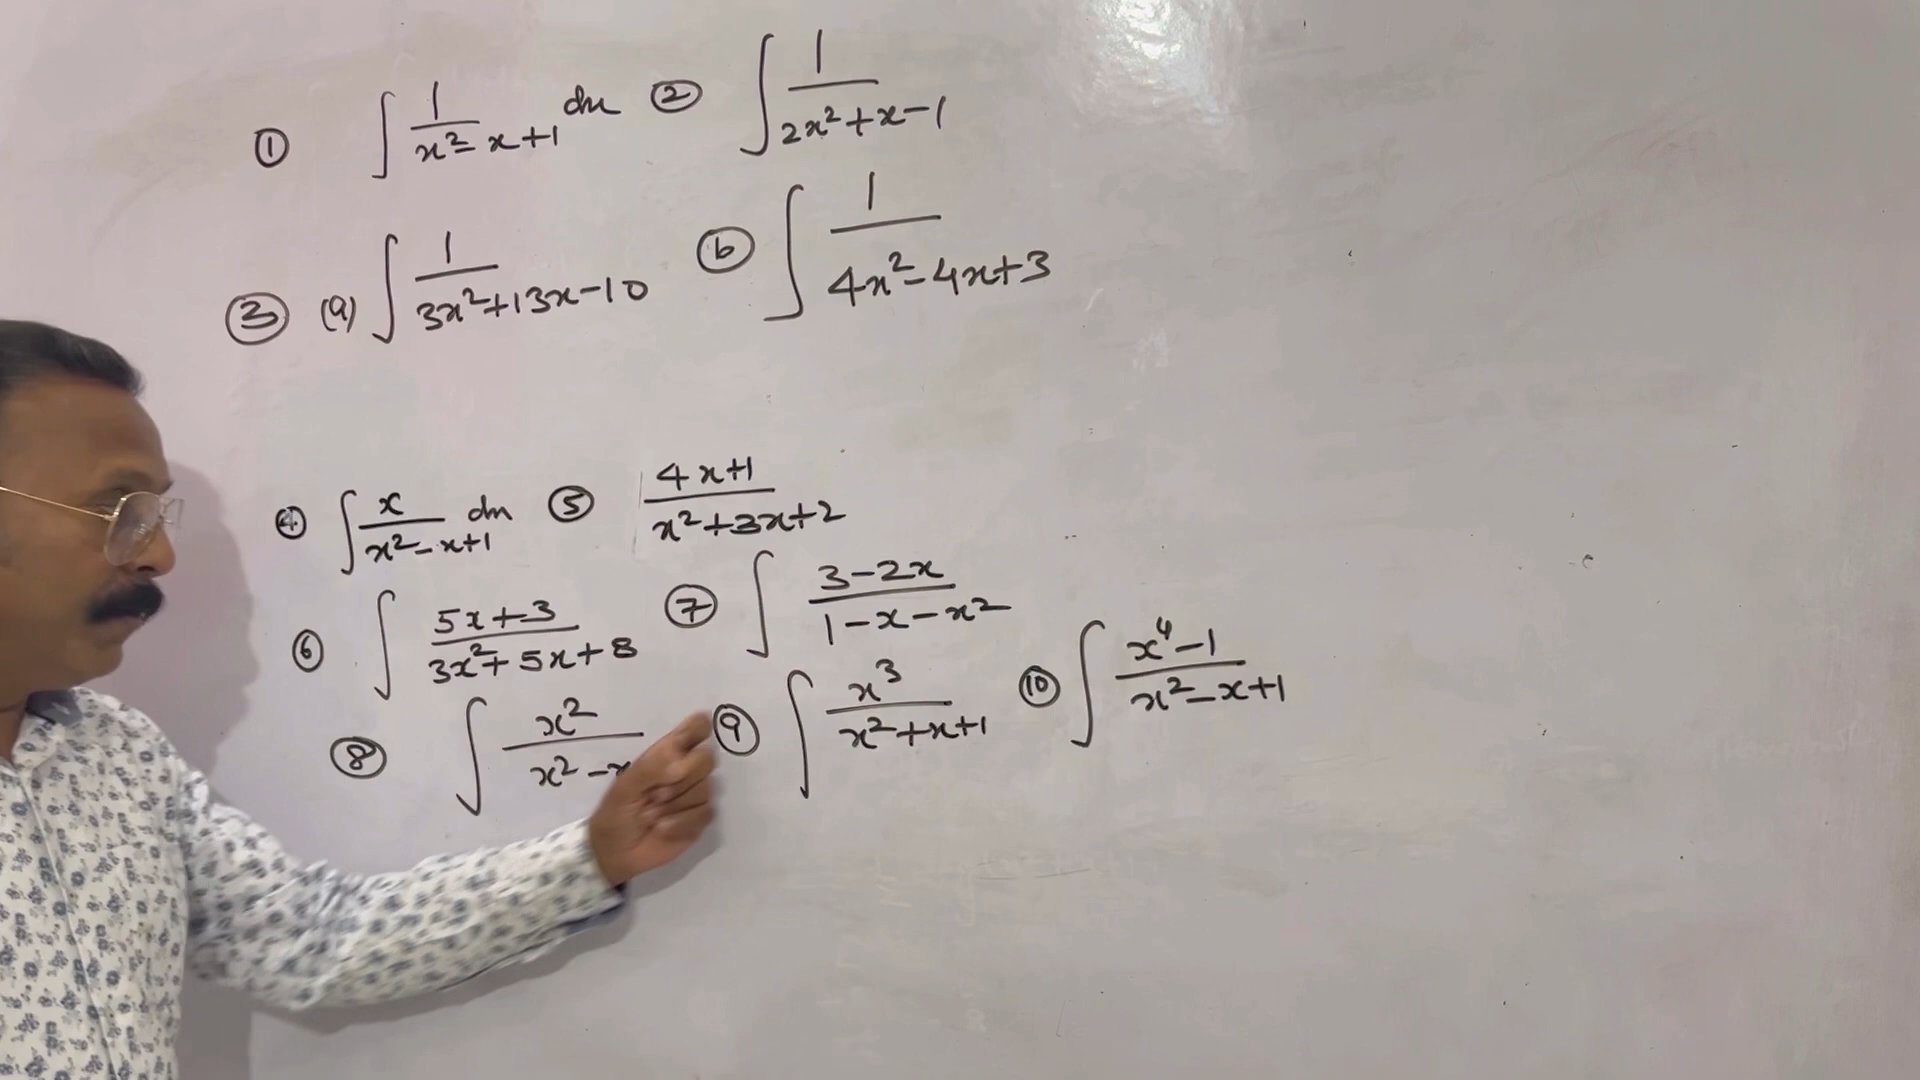 ① ∫ 1/(x²-x+1) dx ② ∫ 1/(2x²+x-1)
③ (a) ∫ 1/(3x²+13x-10) ⓑ ∫ 1/(4x²-4x+3)
④ ∫ x/(x²-x+1) dx ⑤ (4x+1)/(x²+3x+2)
⑥ ∫ (5x+3)/(3x²+5x+8) ⑦ ∫ (3-2x)/(1-x-x²)
⑧ ∫ x²/(x²-x ⑨ ∫ x³/(x²+x+1) ⑩ ∫ (x⁴-1)/(x²-x+1)